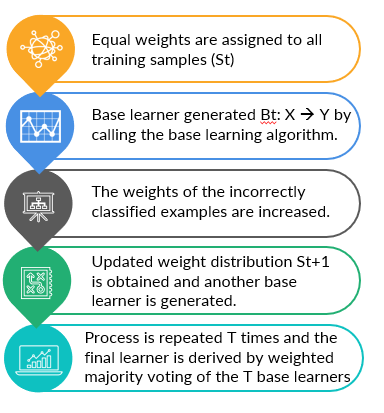 Equal weights are assigned to all
training samples (St)
Base learner generated Bt: X → Y by
calling the base learning algorithm.
The weights of the incorrectly
classified examples are increased.
Updated weight distribution St+1
is obtained and another base
learner is generated.
Process is repeated T times and the
final learner is derived by weighted
majority voting of the T base learners